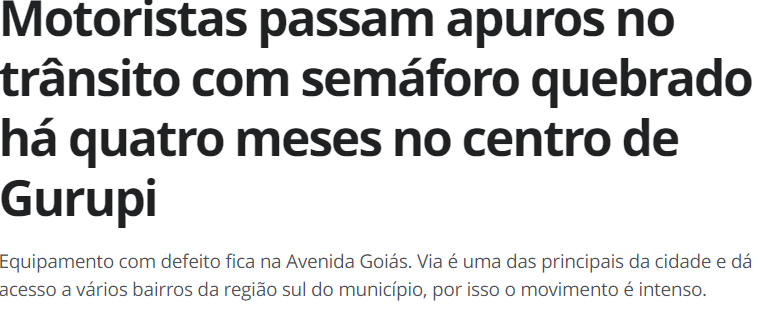 Motoristas passam apuros no
trânsito com semáforo quebrado
há quatro meses no centro de
Gurupi
Equipamento com defeito fica na Avenida Goiás. Via é uma das principais da cidade e dá
acesso a vários bairros da região sul do município, por isso o movimento é intenso.